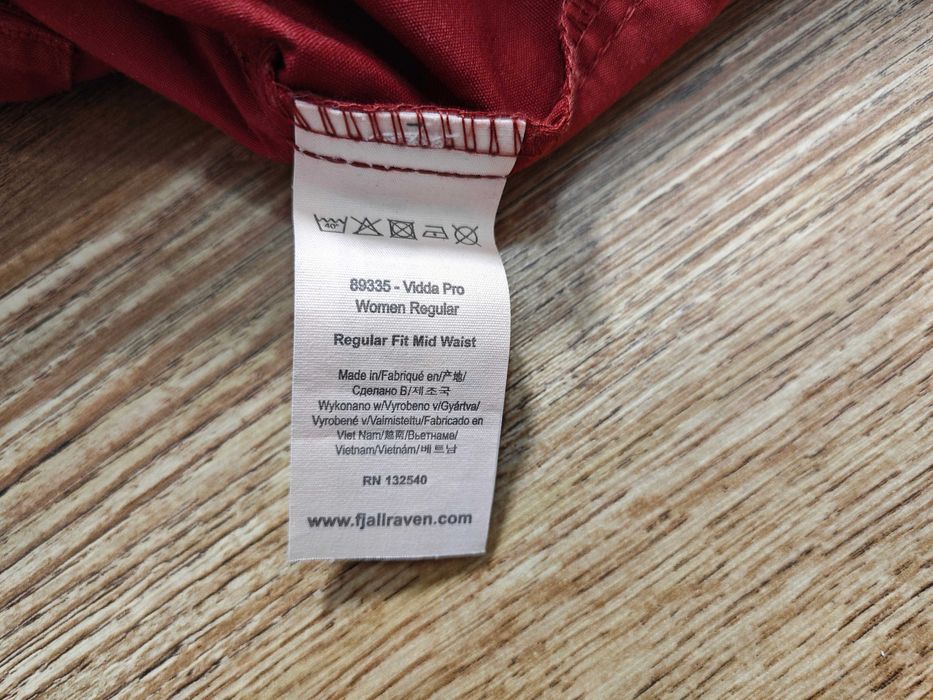 40°
89335 - Vidda Pro
Women Regular
Regular Fit Mid Waist
Made in/Fabriqué en/产地/
Сделано В/제조국
Wykonano w/Vyrobeno v/Gyártva/
Vyrobené v/Valmistettu/Fabricado en
Viet Nam/越南/Вьетнаме/
Vietnam/Vietnám/베트남
RN 132540
www.fjallraven.com